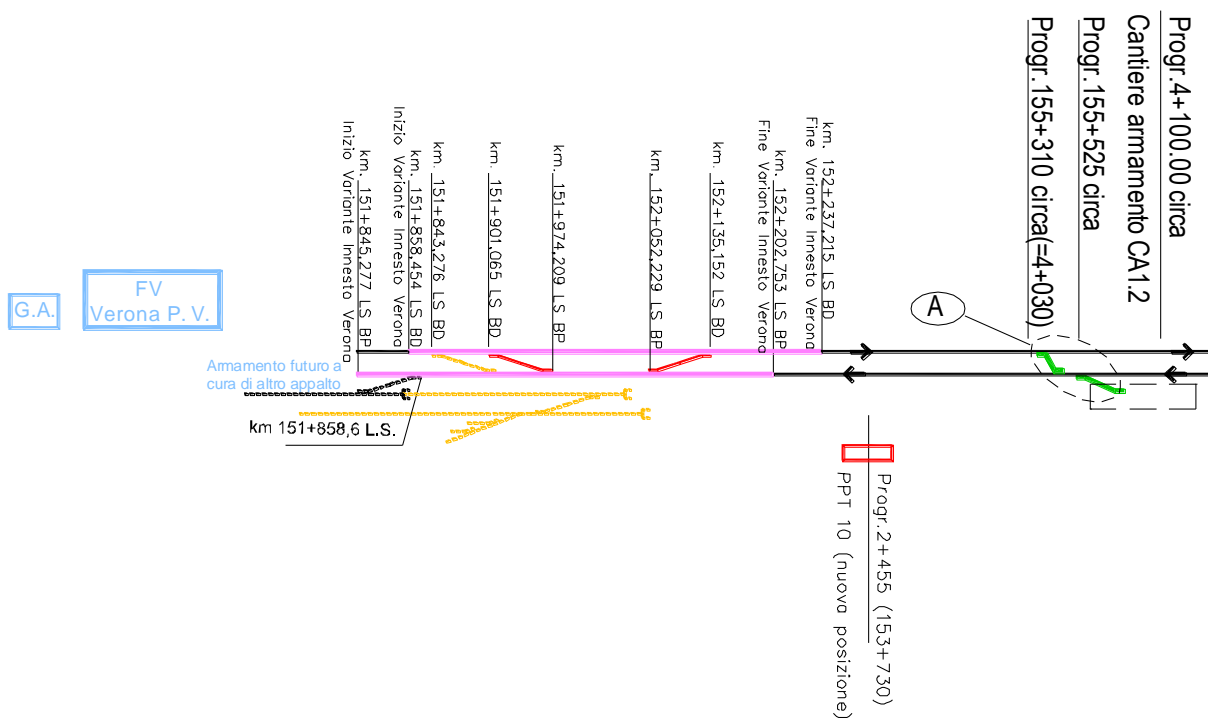 G.A.
FV
Verona P. V.
Armamento futuro a
cura di altro appalto
km 151+858,6 L.S.
km. 151+845,277 LS BP
Inizio Variante Innesto Verona
km. 151+858,454 LS BD
Inizio Variante Innesto Verona
km. 151+843,276 LS BD
km. 151+901,065 LS BD
km. 151+974,209 LS BD
km. 152+052,229 LS BP
km. 152+135,152 LS BD
km. 152+202,753 LS BP
Fine Variante Innesto Verona
km. 152+237,215 LS BD
Fine Variante Innesto Verona
A
Progr.4+100.00 circa
Cantiere armamento CA1.2
Progr.155+525 circa
Progr.155+310 circa(=4+030)
Progr.2+455 (153+730)
PPT 10 (nuova posizione)